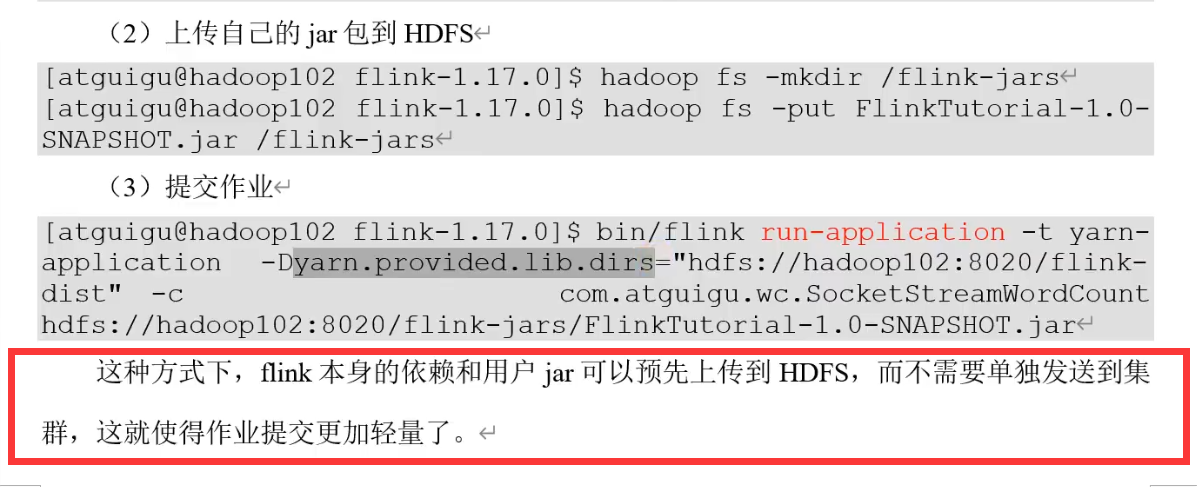 （2）上传自己的 jar 包到 HDFS↵
[atguigu@hadoop102 flink-1.17.0]$ hadoop fs -mkdir /flink-jars↵
[atguigu@hadoop102 flink-1.17.0]$ hadoop fs -put FlinkTutorial-1.0-
SNAPSHOT.jar /flink-jars↵
（3）提交作业↵
[atguigu@hadoop102 flink-1.17.0]$ bin/flink run-application -t yarn-
application -Dyarn.provided.lib.dirs="hdfs://hadoop102:8020/flink-
dist" -c com.atguigu.wc.SocketStreamWordCount
hdfs://hadoop102:8020/flink-jars/FlinkTutorial-1.0-SNAPSHOT.jar↵
这种方式下，flink 本身的依赖和用户 jar 可以预先上传到 HDFS，而不需要单独发送到集
群，这就使得作业提交更加轻量了。↵